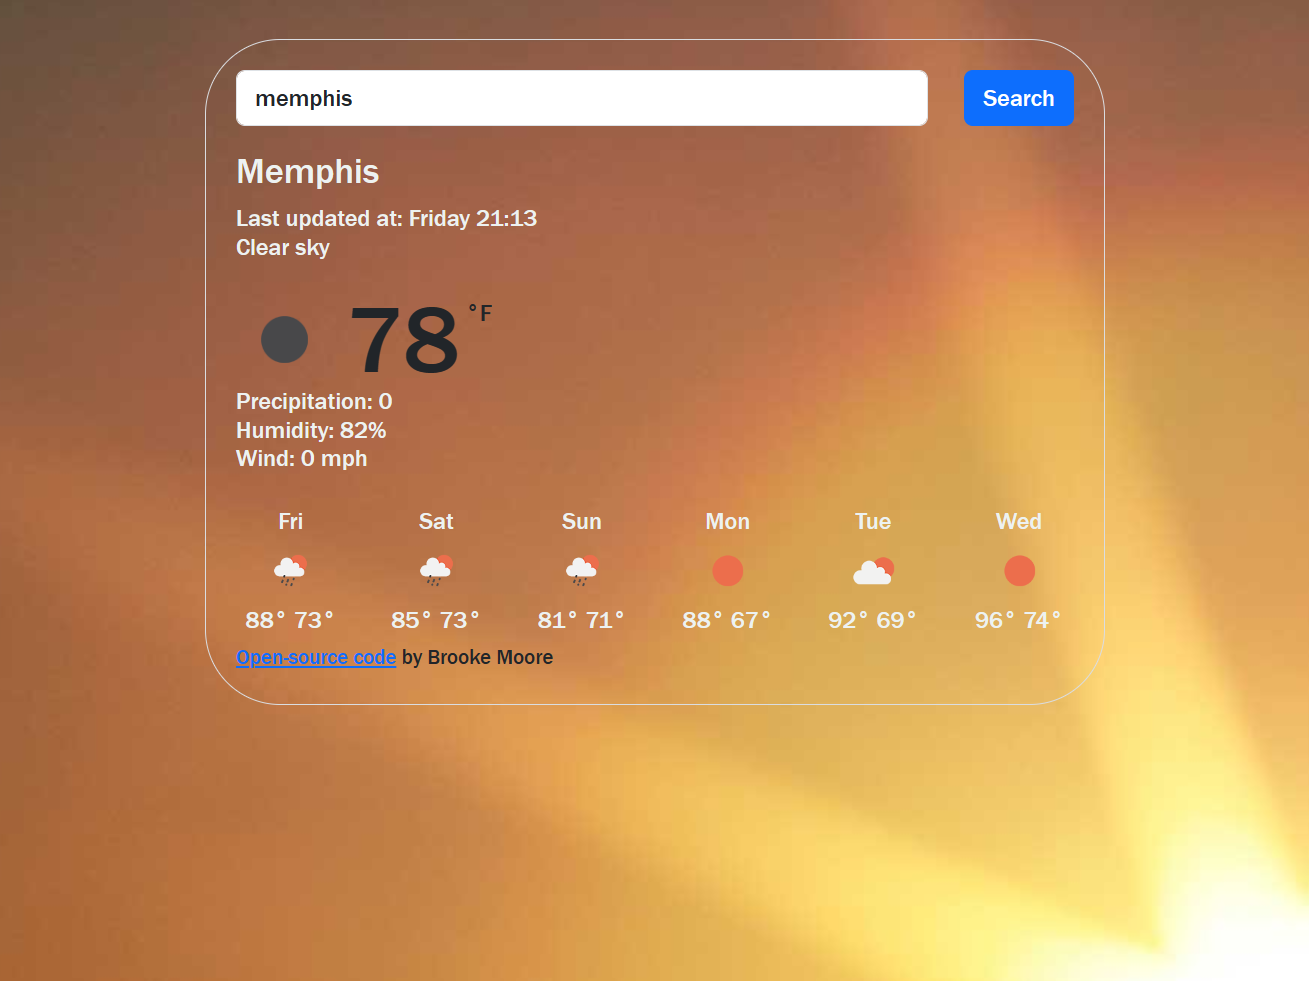 memphis
Search
Memphis
Last updated at: Friday 21:13
Clear sky
78 °F
Precipitation: 0
Humidity: 82%
Wind: 0 mph
Fri Sat Sun Mon Tue Wed
88° 73° 85° 73° 81° 71° 88° 67° 92° 69° 96° 74°
Open-source code by Brooke Moore